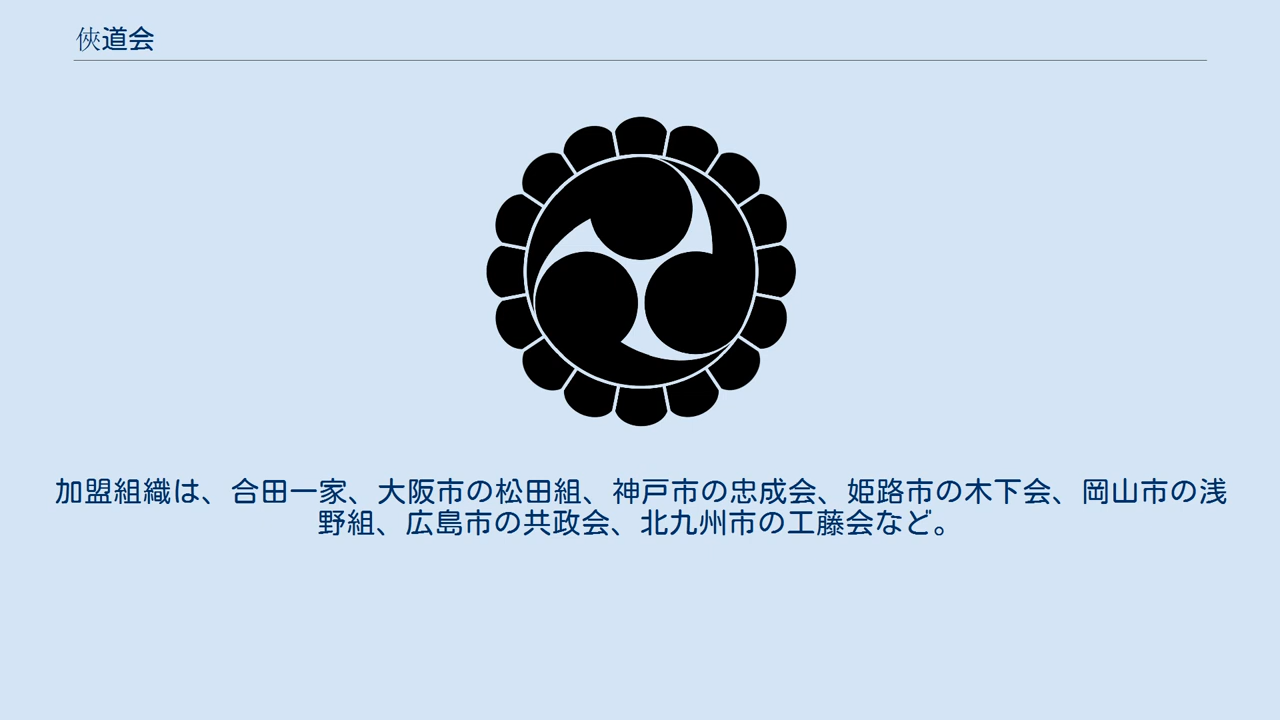 俠道会
加盟組織は、合田一家、大阪市の松田組、神戸市の忠成会、姫路市の木下会、岡山市の浅
野組、広島市の共政会、北九州市の工藤会など。